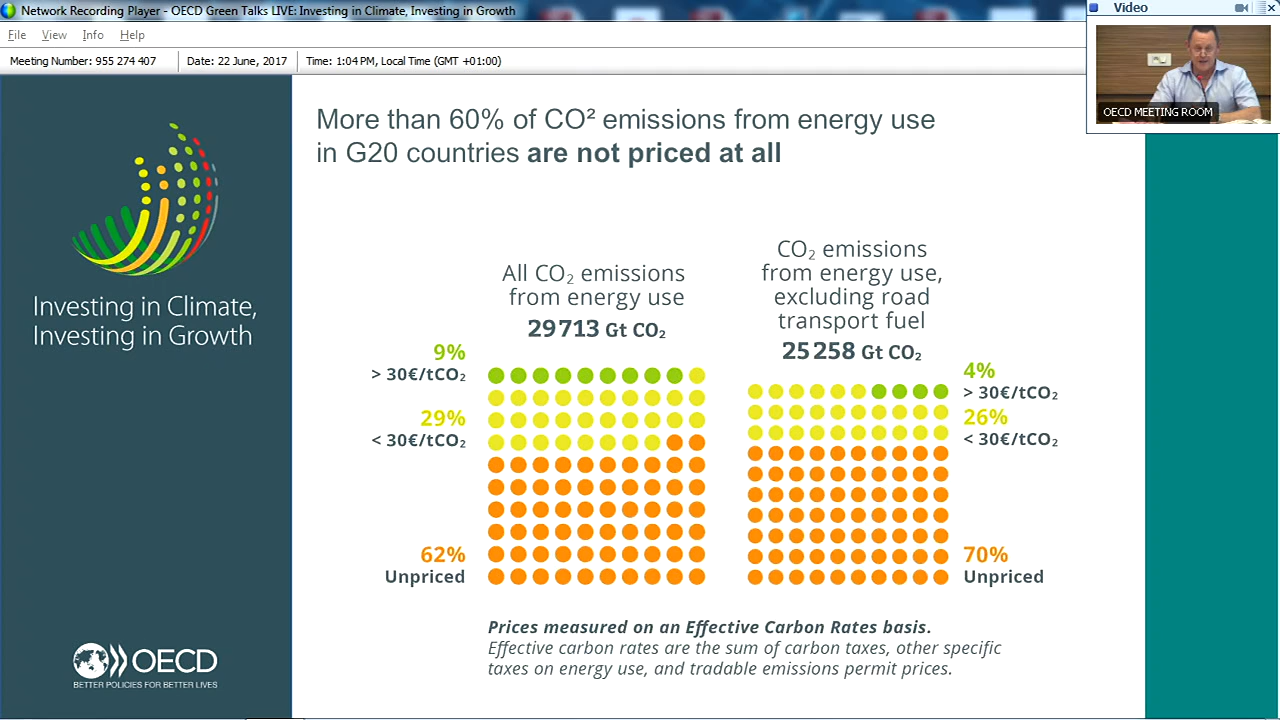 Network Recording Player - OECD Green Talks LIVE: Investing in Climate, Investing in Growth
Video
File View Info Help
Meeting Number: 955 274 407
Date: 22 June, 2017
Time: 1:04 PM, Local Time (GMT +01:00)
OECD MEETING ROOM
More than 60% of CO² emissions from energy use
in G20 countries are not priced at all
Investing in Climate,
Investing in Growth
All CO₂ emissions
from energy use
29713 Gt CO₂
9%
> 30€/tCO₂
29%
< 30€/tCO₂
62%
Unpriced
CO₂ emissions
from energy use,
excluding road
transport fuel
25258 Gt CO₂
4%
> 30€/tCO₂
26%
< 30€/tCO₂
70%
Unpriced
Prices measured on an Effective Carbon Rates basis.
Effective carbon rates are the sum of carbon taxes, other specific
taxes on energy use, and tradable emissions permit prices.
OECD
BETTER POLICIES FOR BETTER LIVES